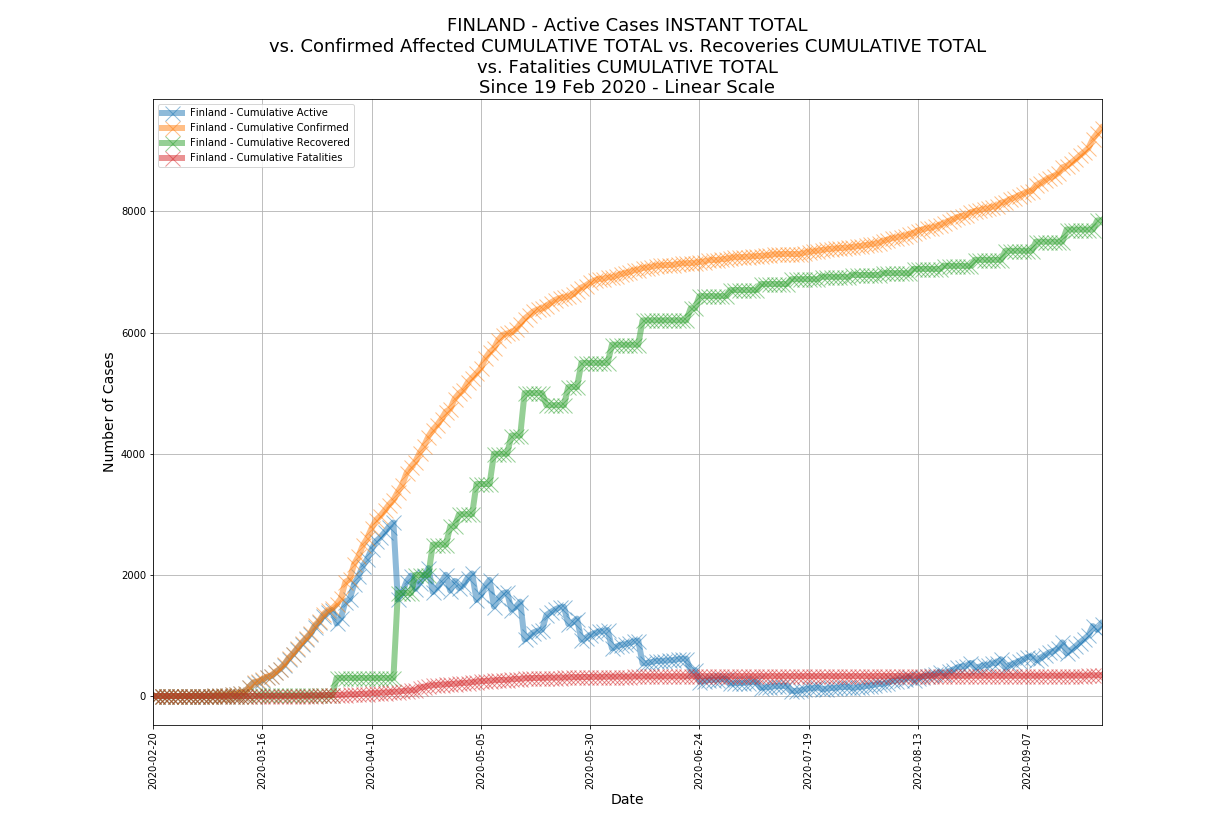 FINLAND - Active Cases INSTANT TOTAL
vs. Confirmed Affected CUMULATIVE TOTAL vs. Recoveries CUMULATIVE TOTAL
vs. Fatalities CUMULATIVE TOTAL
Since 19 Feb 2020 - Linear Scale
Finland - Cumulative Active
Finland - Cumulative Confirmed
Finland - Cumulative Recovered
Finland - Cumulative Fatalities
Number of Cases
8000
6000
4000
2000
0
2020-02-20
2020-03-16
2020-04-10
2020-05-05
2020-05-30
2020-06-24
2020-07-19
2020-08-13
2020-09-07
Date